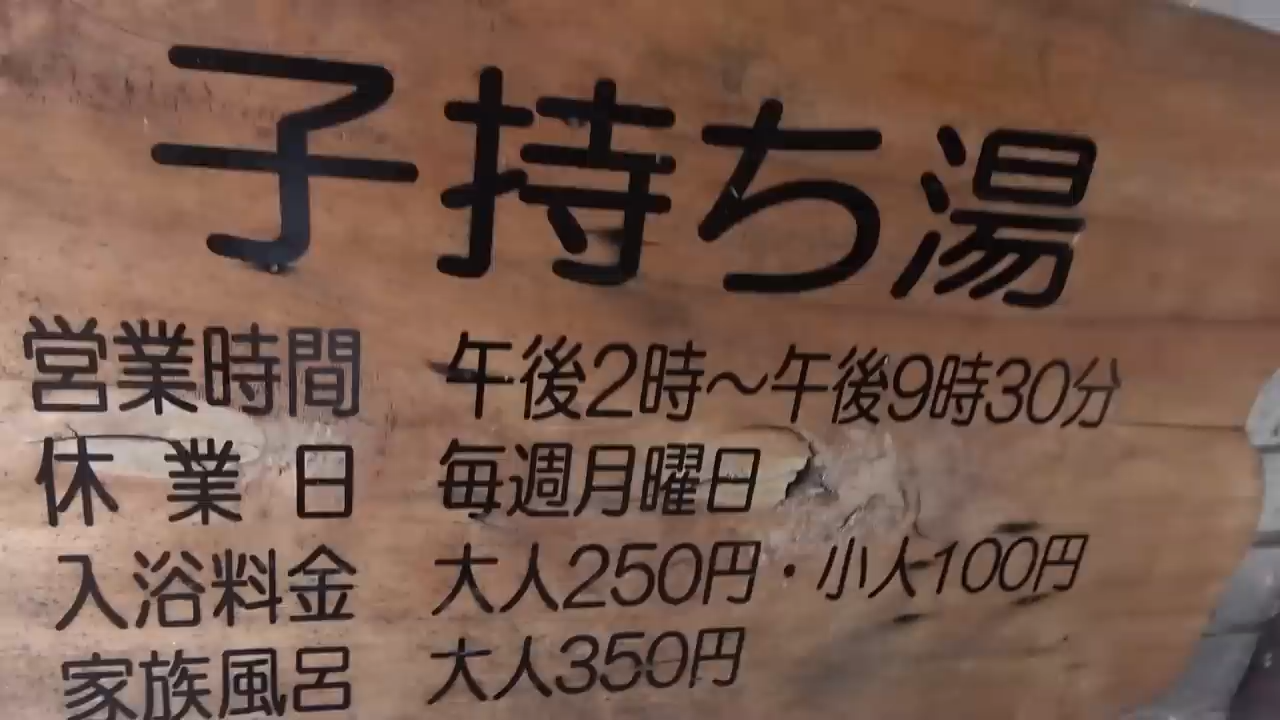 子持ち湯
営業時間 午後2時〜午後9時30分
休業日 毎週月曜日
入浴料金 大人250円・小人100円
家族風呂 大人350円